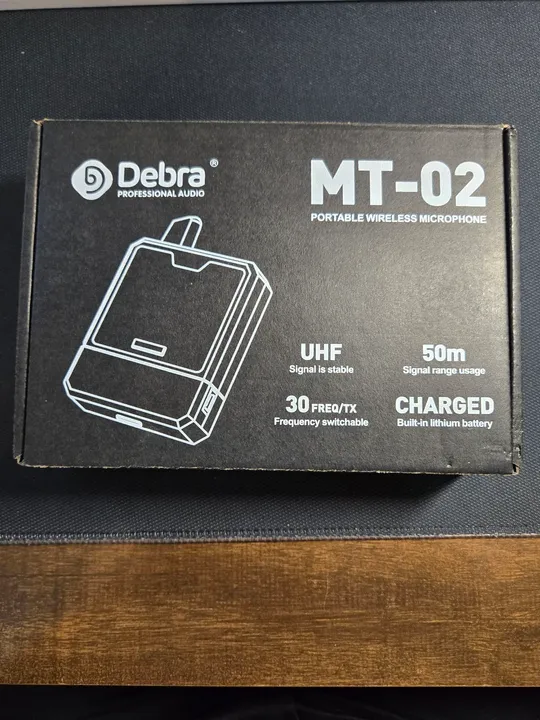 Debra®
PROFESSIONAL AUDIO
MT-02
PORTABLE WIRELESS MICROPHONE
UHF
Signal is stable
50m
Signal range usage
30 FREQ/TX
Frequency switchable
CHARGED
Built-in lithium battery